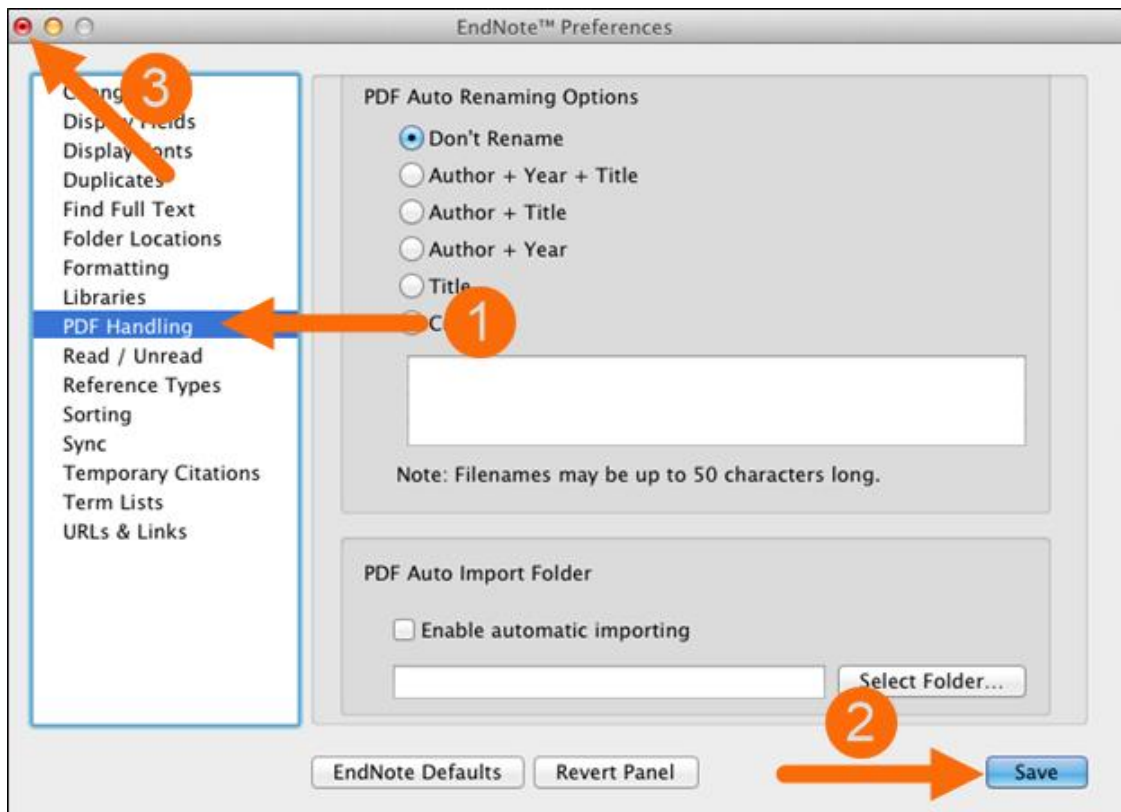 EndNote™ Preferences
3
Display Fields
Display Fonts
Duplicates
Find Full Text
Folder Locations
Formatting
Libraries
PDF Handling
Read / Unread
Reference Types
Sorting
Sync
Temporary Citations
Term Lists
URLs & Links
1
PDF Auto Renaming Options
Don't Rename
Author + Year + Title
Author + Title
Author + Year
Title
Note: Filenames may be up to 50 characters long.
PDF Auto Import Folder
Enable automatic importing
Select Folder...
2
EndNote Defaults
Revert Panel
Save